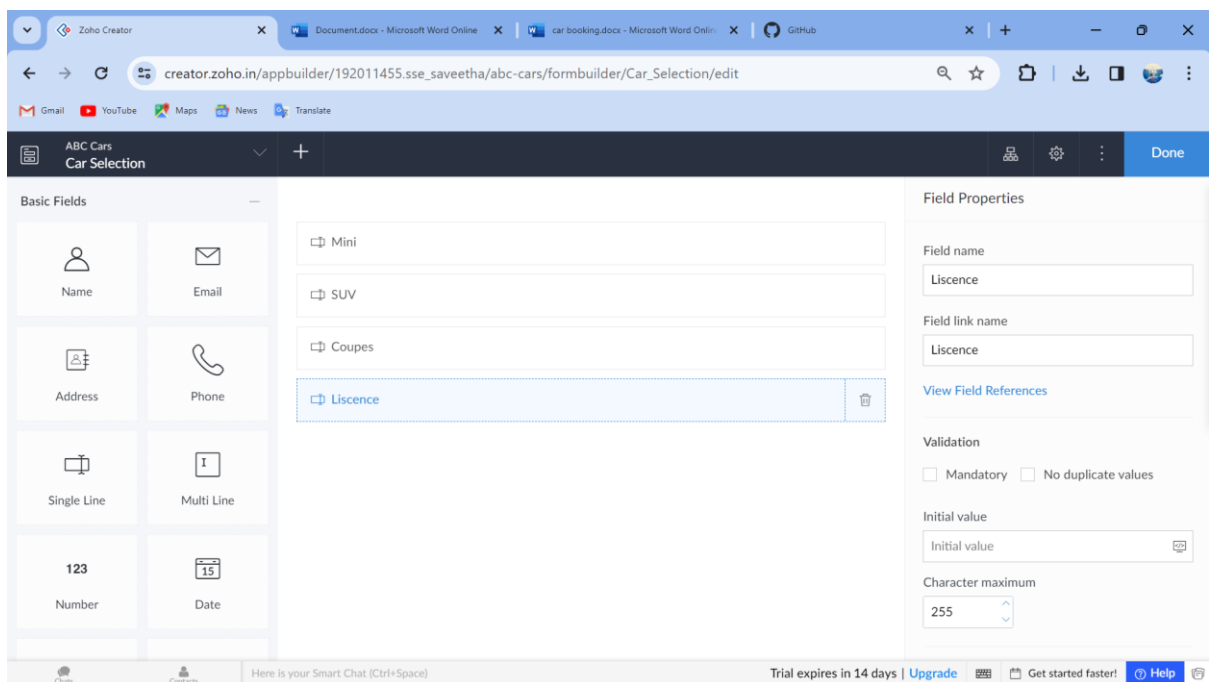 Zoho Creator
Document.docx - Microsoft Word Online
car booking.docx - Microsoft Word Onlin
GitHub
creator.zoho.in/appbuilder/192011455.sse_saveetha/abc-cars/formbuilder/Car_Selection/edit
Gmail YouTube Maps News Translate
ABC Cars
Car Selection
Done
Basic Fields
Name Email
Address Phone
Single Line Multi Line
123 15
Number Date
Mini
SUV
Coupes
Liscence
Field Properties
Field name
Liscence
Field link name
Liscence
View Field References
Validation
Mandatory No duplicate values
Initial value
Initial value
Character maximum
255
Chats Contacts
Here is your Smart Chat (Ctrl+Space)
Trial expires in 14 days | Upgrade
Get started faster!
Help